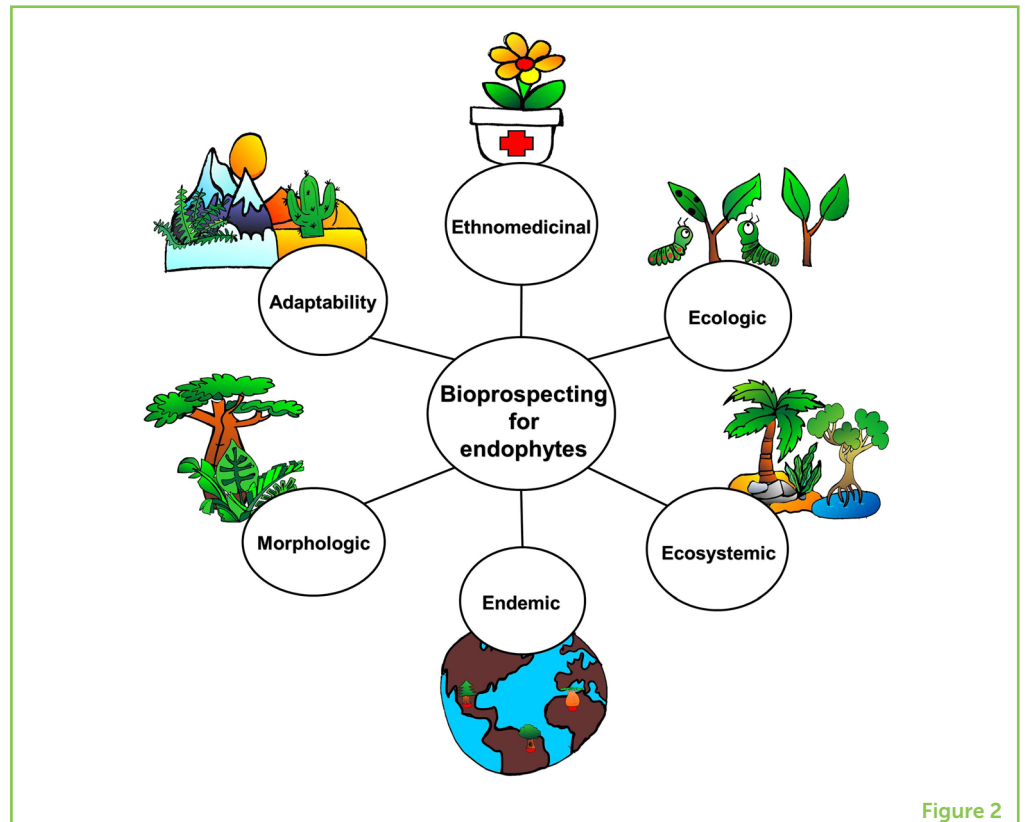 Ethnomedicinal
Adaptability
Ecologic
Bioprospecting
for
endophytes
Morphologic
Ecosystemic
Endemic
Figure 2